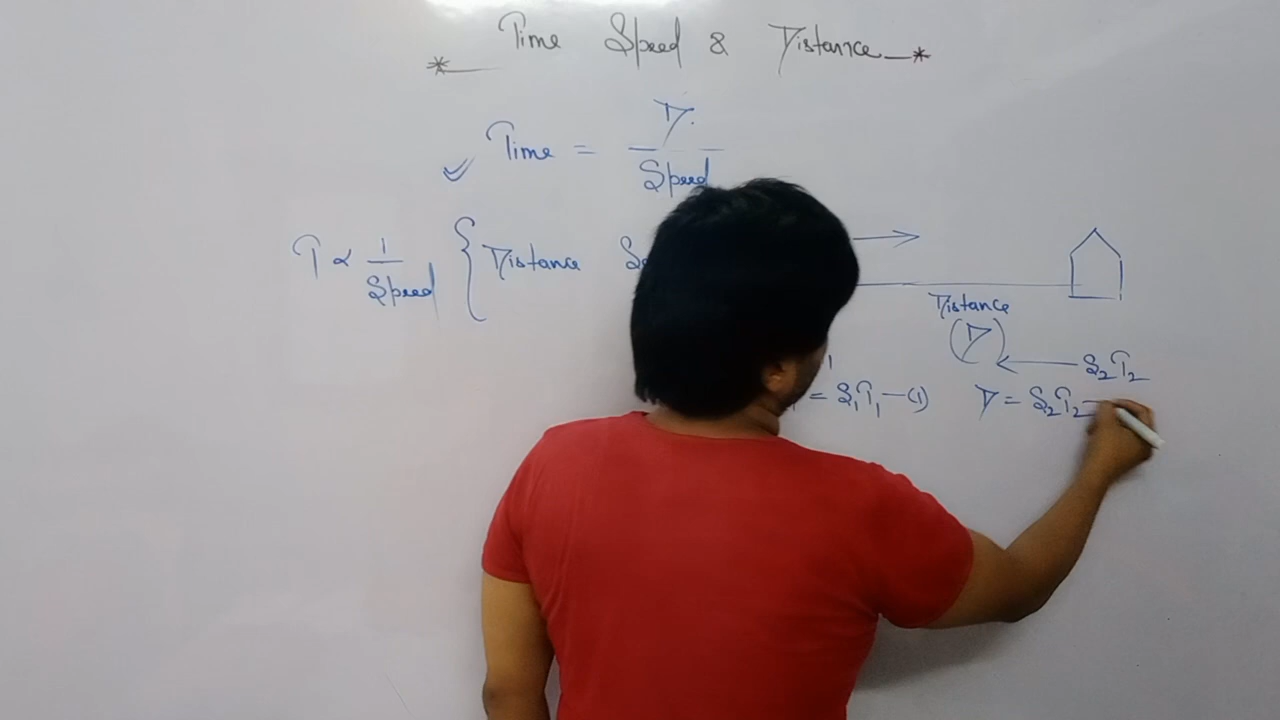 Time Speed & Distance
Time = D / Speed
T ∝ 1 / Speed { Distance
Distance
(D)
S₂T₂
= S₁T₁ —(1) D = S₂T₂ —